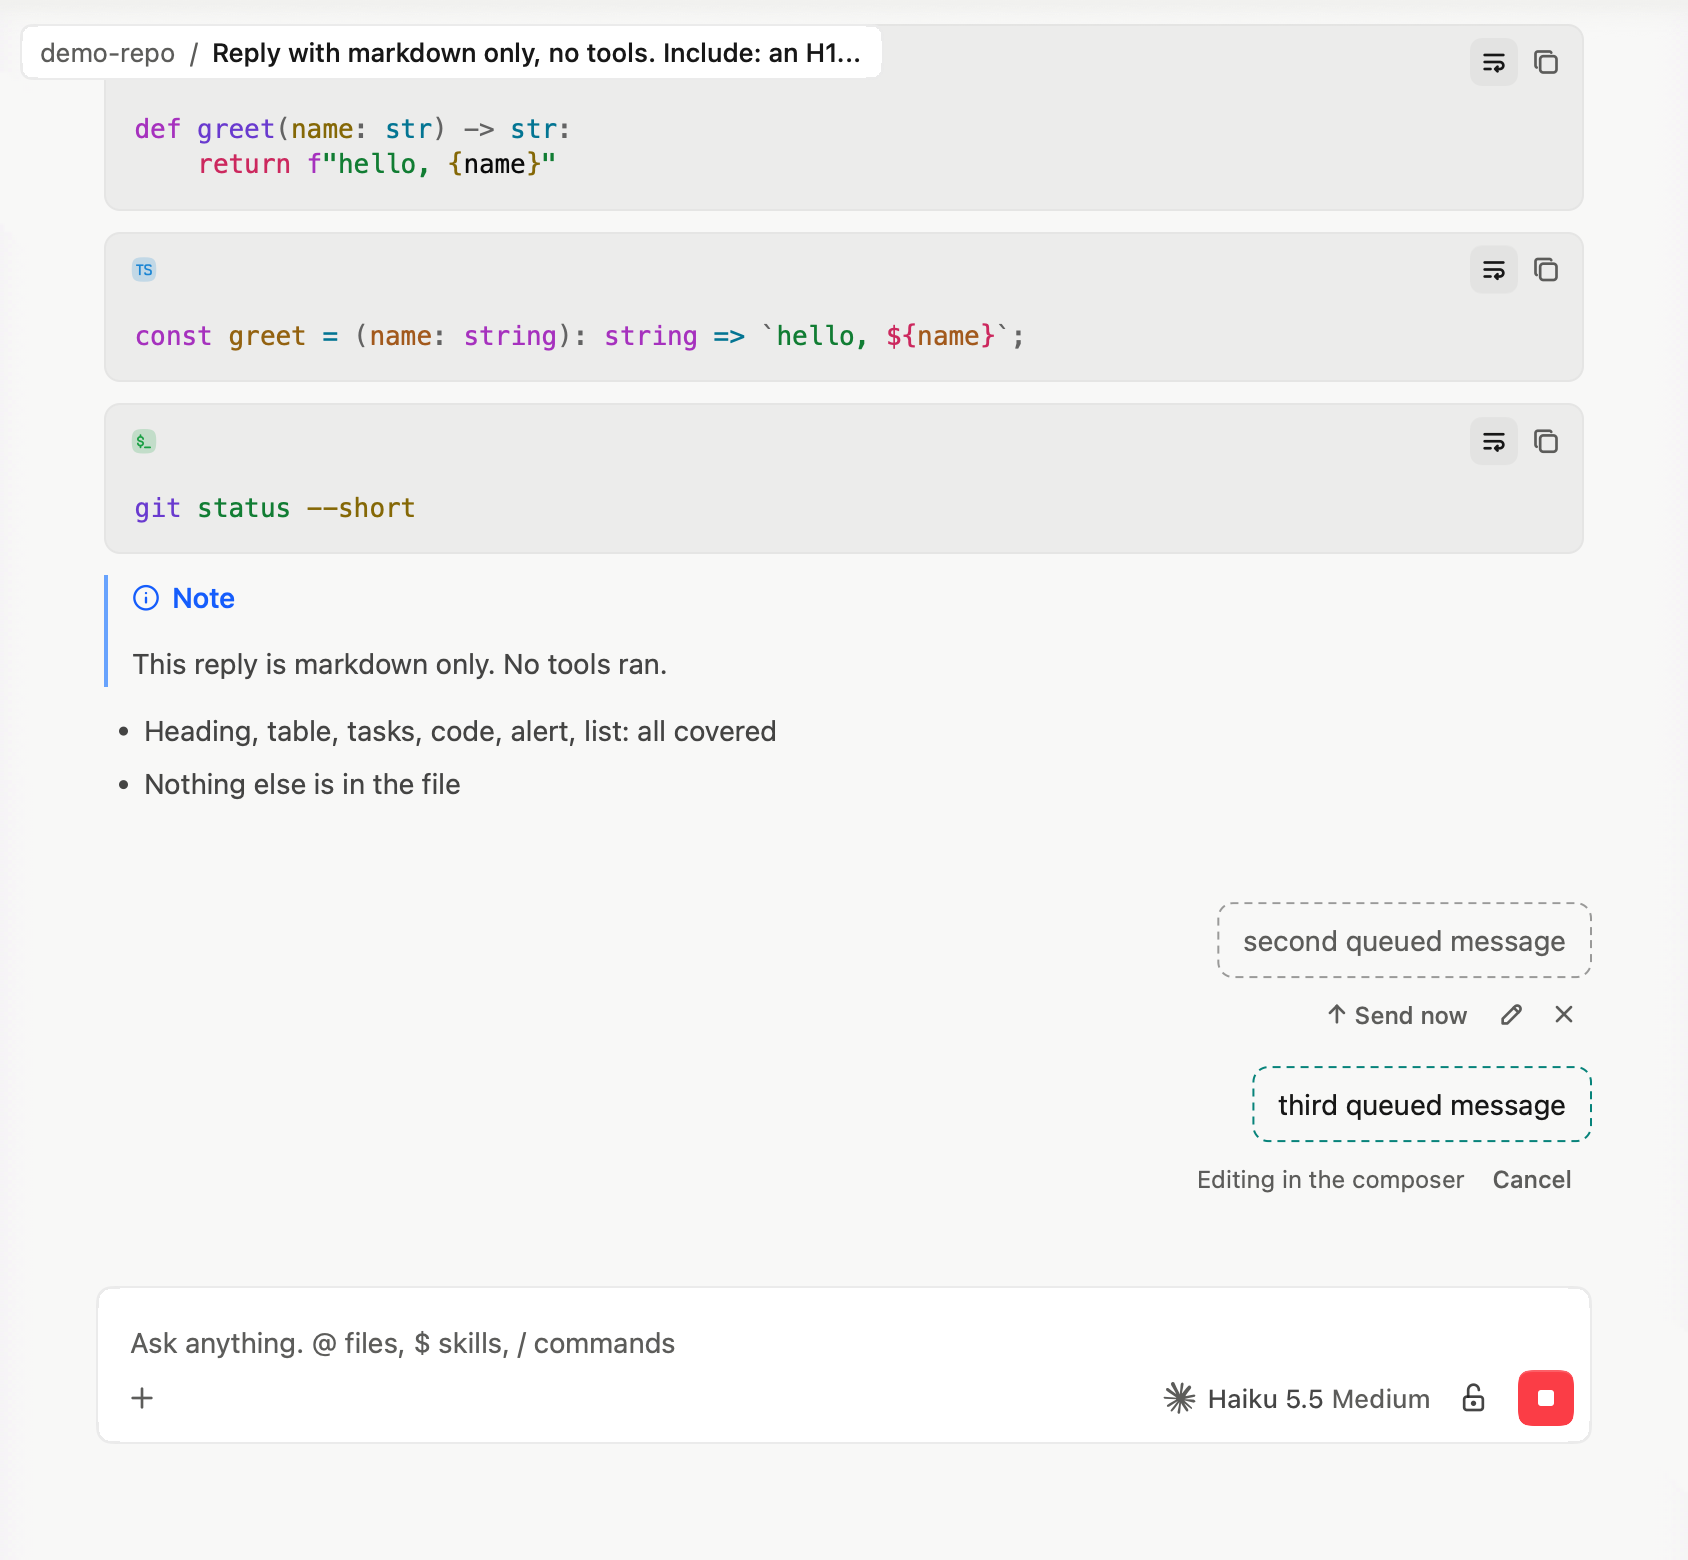 demo-repo / Reply with markdown only, no tools. Include: an H1...
def greet(name: str) -> str:
    return f"hello, {name}"
TS
const greet = (name: string): string => `hello, ${name}`;
$_
git status --short
Note
This reply is markdown only. No tools ran.
• Heading, table, tasks, code, alert, list: all covered
• Nothing else is in the file
second queued message
↑ Send now
third queued message
Editing in the composer Cancel
Ask anything. @ files, $ skills, / commands
Haiku 5.5 Medium